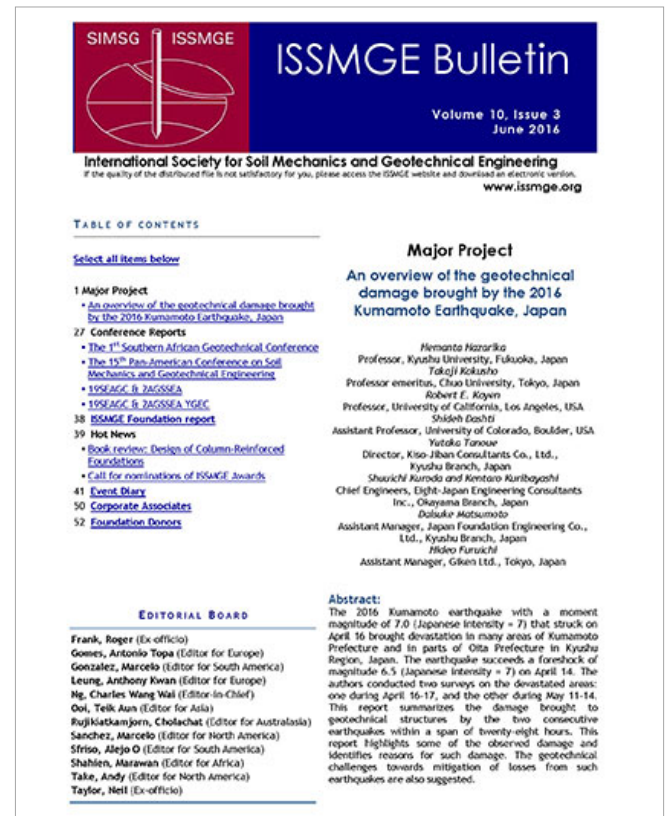 SIMSG ISSMGE
ISSMGE Bulletin
Volume 10, Issue 3
June 2016
International Society for Soil Mechanics and Geotechnical Engineering
If the quality of the distributed file is not satisfactory for you, please access the ISSMGE website and download an electronic version.
www.issmge.org
TABLE OF CONTENTS
Select all items below
1 Major Project
• An overview of the geotechnical damage brought
by the 2016 Kumamoto Earthquake, Japan
27 Conference Reports
• The 1st Southern African Geotechnical Conference
• The 15th Pan-American Conference on Soil
Mechanics and Geotechnical Engineering
• 19SEAGC & 2AGSSEA
• 19SEAGC & 2AGSSEA YGEC
38 ISSMGE Foundation report
39 Hot News
• Book review: Design of Column-Reinforced
Foundations
• Call for nominations of ISSMGE Awards
41 Event Diary
50 Corporate Associates
52 Foundation Donors
EDITORIAL BOARD
Frank, Roger (Ex-officio)
Gomes, Antonio Topa (Editor for Europe)
Gonzalez, Marcelo (Editor for South America)
Leung, Anthony Kwan (Editor for Europe)
Ng, Charles Wang Wai (Editor-in-Chief)
Ooi, Teik Aun (Editor for Asia)
Rujikiatkamjorn, Cholachat (Editor for Australasia)
Sanchez, Marcelo (Editor for North America)
Sfriso, Alejo O (Editor for South America)
Shahien, Marawan (Editor for Africa)
Take, Andy (Editor for North America)
Taylor, Neil (Ex-officio)
Major Project
An overview of the geotechnical
damage brought by the 2016
Kumamoto Earthquake, Japan
Hemanta Hazarika
Professor, Kyushu University, Fukuoka, Japan
Takaji Kokusho
Professor emeritus, Chuo University, Tokyo, Japan
Robert E. Kayen
Professor, University of California, Los Angeles, USA
Shideh Dashti
Assistant Professor, University of Colorado, Boulder, USA
Yutaka Tanoue
Director, Kiso-Jiban Consultants Co., Ltd.,
Kyushu Branch, Japan
Shuuichi Kuroda and Kentaro Kuribayashi
Chief Engineers, Eight-Japan Engineering Consultants
Inc., Okayama Branch, Japan
Daisuke Matsumoto
Assistant Manager, Japan Foundation Engineering Co.,
Ltd., Kyushu Branch, Japan
Hideo Furuichi
Assistant Manager, Giken Ltd., Tokyo, Japan
Abstract:
The 2016 Kumamoto earthquake with a moment
magnitude of 7.0 (Japanese intensity = 7) that struck on
April 16 brought devastation in many areas of Kumamoto
Prefecture and in parts of Oita Prefecture in Kyushu
Region, Japan. The earthquake succeeds a foreshock of
magnitude 6.5 (Japanese intensity = 7) on April 14. The
authors conducted two surveys on the devastated areas:
one during April 16-17, and the other during May 11-14.
This report summarizes the damage brought to
geotechnical structures by the two consecutive
earthquakes within a span of twenty-eight hours. This
report highlights some of the observed damage and
identifies reasons for such damage. The geotechnical
challenges towards mitigation of losses from such
earthquakes are also suggested.